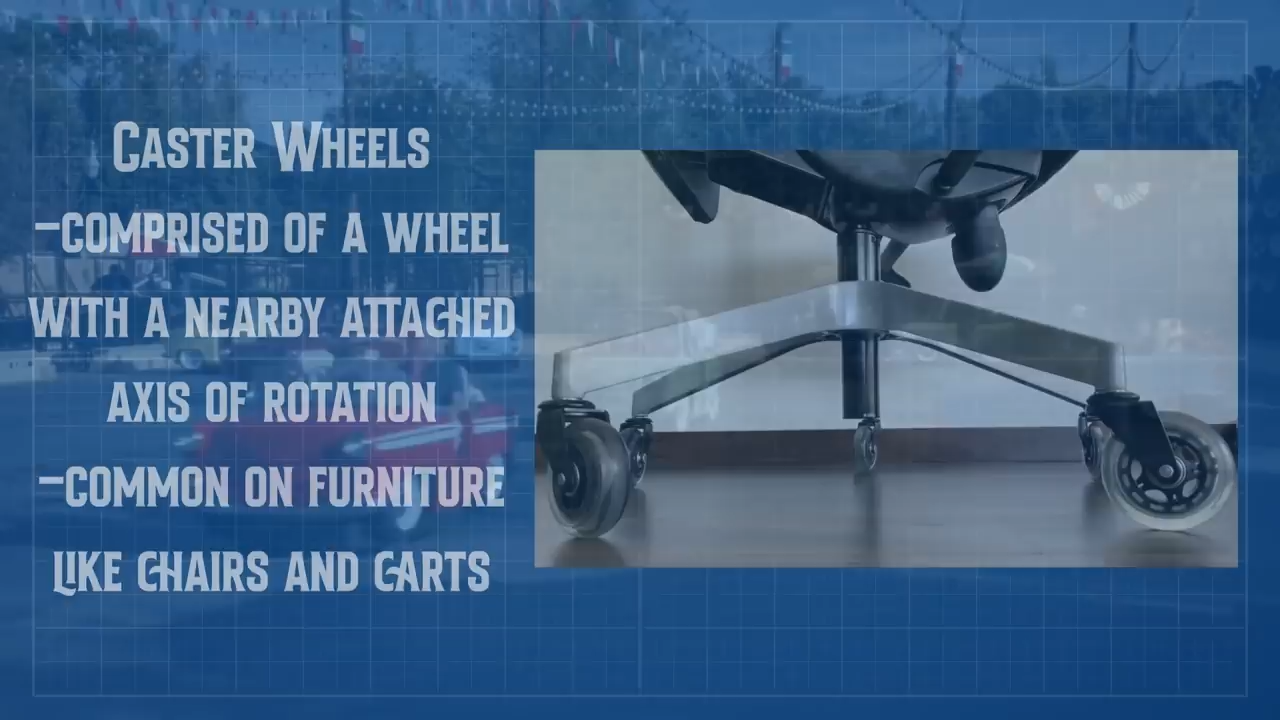 Caster Wheels
-comprised of a wheel
with a nearby attached
axis of rotation
-common on furniture
like chairs and carts